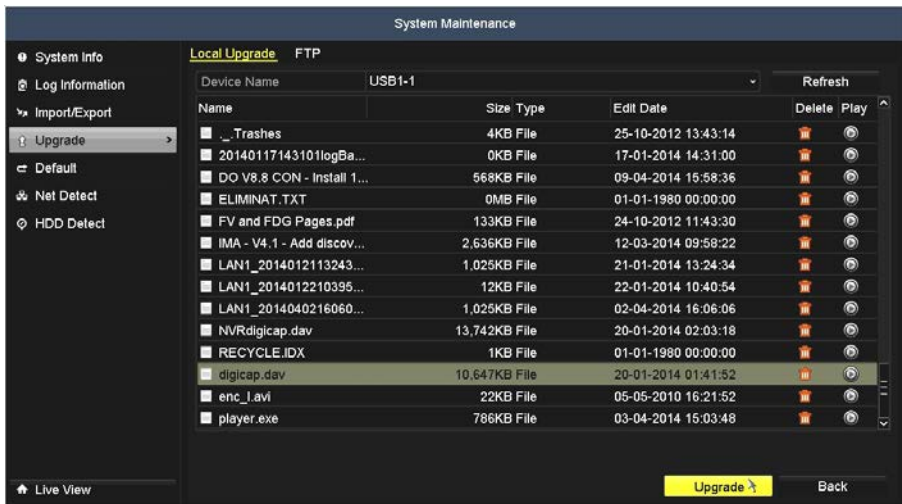 System Maintenance
System Info
Log Information
Import/Export
Upgrade
Default
Net Detect
HDD Detect
Live View
Local Upgrade FTP
Device Name USB1-1 Refresh
Name Size Type Edit Date Delete Play
._.Trashes 4KB File 25-10-2012 13:43:14
20140117143101logBa... 0KB File 17-01-2014 14:31:00
DO V8.8 CON - Install 1... 568KB File 09-04-2014 15:58:36
ELIMINAT.TXT 0MB File 01-01-1980 00:00:00
FV and FDG Pages.pdf 133KB File 24-10-2012 11:43:30
IMA - V4.1 - Add discov... 2,636KB File 12-03-2014 09:58:22
LAN1_2014012113243... 1,025KB File 21-01-2014 13:24:34
LAN1_2014012210395... 12KB File 22-01-2014 10:40:54
LAN1_2014040216060... 1,025KB File 02-04-2014 16:06:06
NVRdigicap.dav 13,742KB File 20-01-2014 02:03:18
RECYCLE.IDX 1KB File 01-01-1980 00:00:00
digicap.dav 10,647KB File 20-01-2014 01:41:52
enc_l.avi 22KB File 05-05-2010 16:21:52
player.exe 786KB File 03-04-2014 15:03:48
Upgrade Back